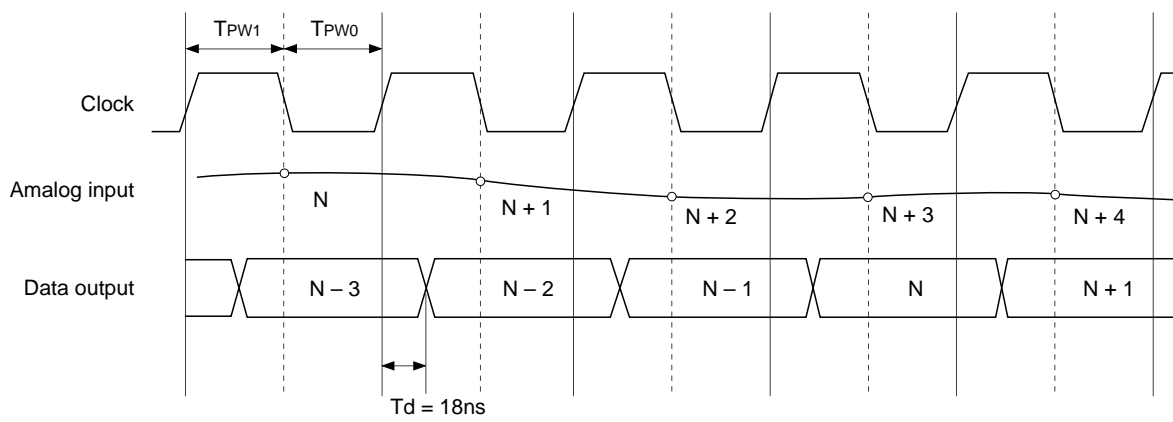 TPW1 TPW0
Clock
Amalog input
N N + 1 N + 2 N + 3 N + 4
Data output N – 3 N – 2 N – 1 N N + 1
Td = 18ns